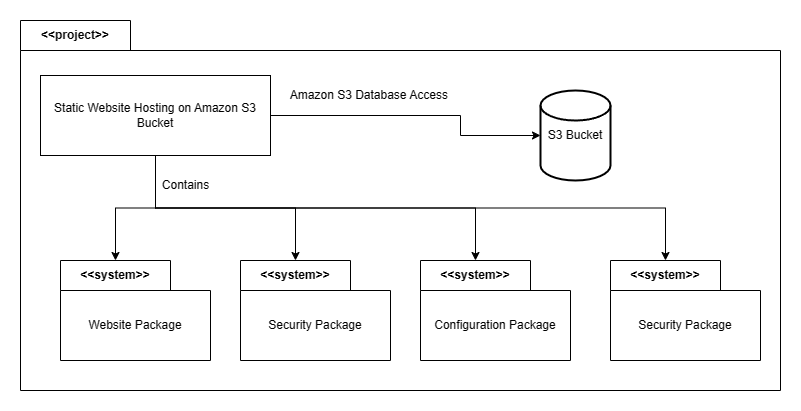 <<project>>
Static Website Hosting on Amazon S3
Bucket
Amazon S3 Database Access
S3 Bucket
Contains
<<system>>
<<system>>
<<system>>
<<system>>
Website Package
Security Package
Configuration Package
Security Package